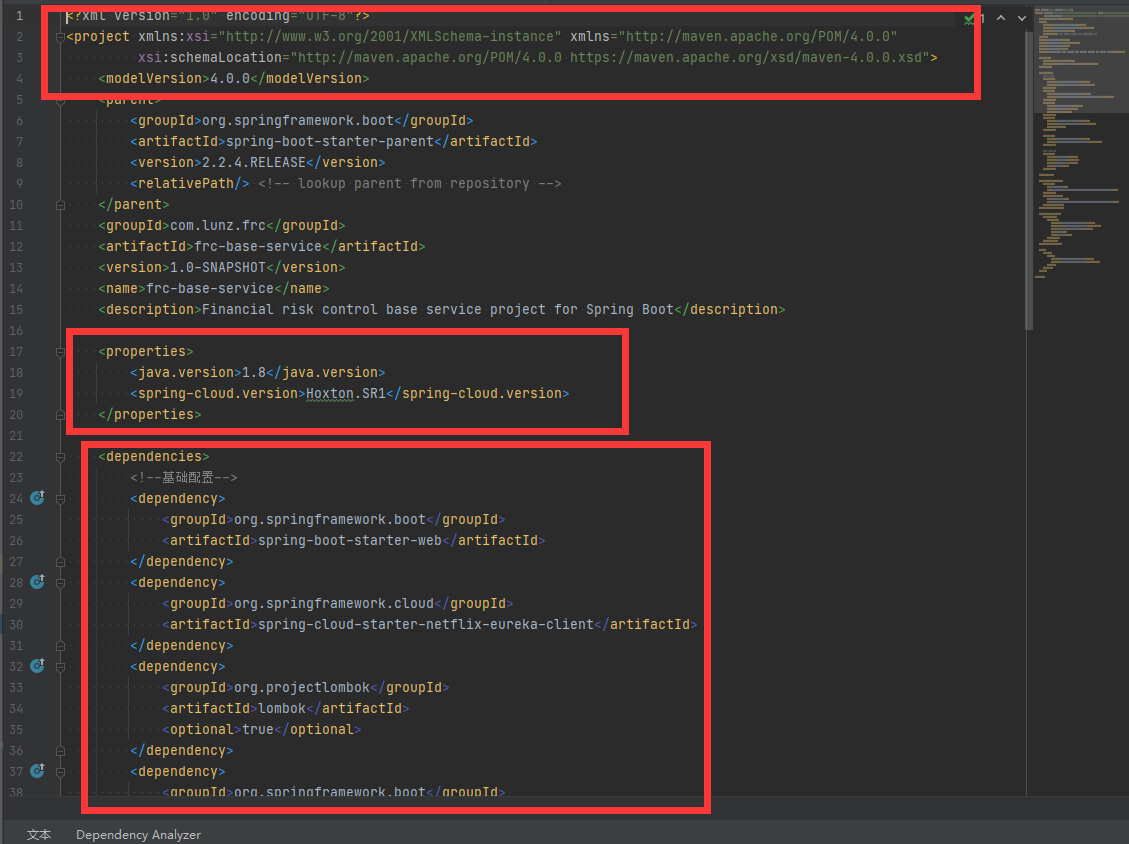 1 <?xml version="1.0" encoding="UTF-8"?> 1
2 <project xmlns:xsi="http://www.w3.org/2001/XMLSchema-instance" xmlns="http://maven.apache.org/POM/4.0.0"
3 xsi:schemaLocation="http://maven.apache.org/POM/4.0.0 https://maven.apache.org/xsd/maven-4.0.0.xsd">
4 <modelVersion>4.0.0</modelVersion>
5 <parent>
6 <groupId>org.springframework.boot</groupId>
7 <artifactId>spring-boot-starter-parent</artifactId>
8 <version>2.2.4.RELEASE</version>
9 <relativePath/> <!-- lookup parent from repository -->
10 </parent>
11 <groupId>com.lunz.frc</groupId>
12 <artifactId>frc-base-service</artifactId>
13 <version>1.0-SNAPSHOT</version>
14 <name>frc-base-service</name>
15 <description>Financial risk control base service project for Spring Boot</description>
16
17 <properties>
18 <java.version>1.8</java.version>
19 <spring-cloud.version>Hoxton.SR1</spring-cloud.version>
20 </properties>
21
22 <dependencies>
23 <!--基础配置-->
24 <dependency>
25 <groupId>org.springframework.boot</groupId>
26 <artifactId>spring-boot-starter-web</artifactId>
27 </dependency>
28 <dependency>
29 <groupId>org.springframework.cloud</groupId>
30 <artifactId>spring-cloud-starter-netflix-eureka-client</artifactId>
31 </dependency>
32 <dependency>
33 <groupId>org.projectlombok</groupId>
34 <artifactId>lombok</artifactId>
35 <optional>true</optional>
36 </dependency>
37 <dependency>
38 <groupId>org.springframework.boot</groupId>
文本 Dependency Analyzer